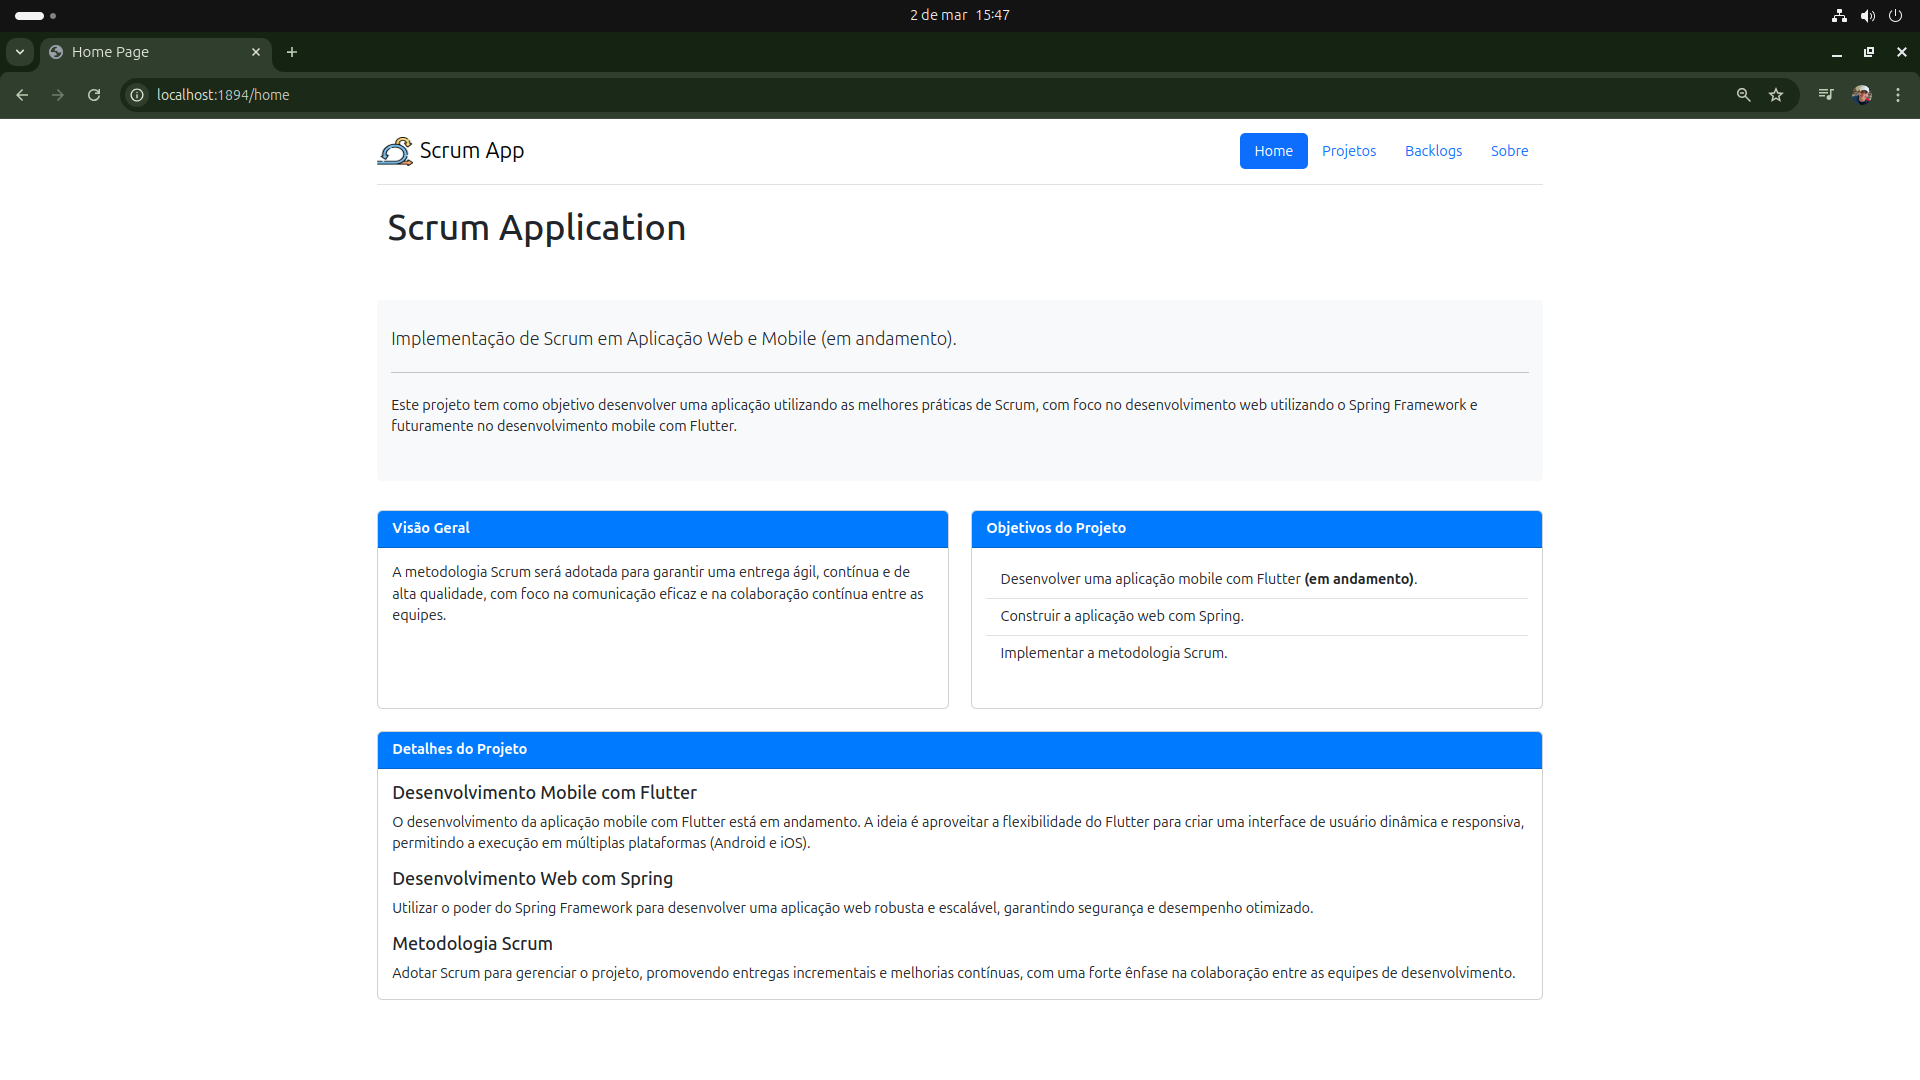 2 de mar 15:47
Home Page
localhost:1894/home
Scrum App
Home Projetos Backlogs Sobre
Scrum Application
Implementação de Scrum em Aplicação Web e Mobile (em andamento).
Este projeto tem como objetivo desenvolver uma aplicação utilizando as melhores práticas de Scrum, com foco no desenvolvimento web utilizando o Spring Framework e
futuramente no desenvolvimento mobile com Flutter.
Visão Geral
A metodologia Scrum será adotada para garantir uma entrega ágil, contínua e de
alta qualidade, com foco na comunicação eficaz e na colaboração contínua entre as
equipes.
Objetivos do Projeto
Desenvolver uma aplicação mobile com Flutter (em andamento).
Construir a aplicação web com Spring.
Implementar a metodologia Scrum.
Detalhes do Projeto
Desenvolvimento Mobile com Flutter
O desenvolvimento da aplicação mobile com Flutter está em andamento. A ideia é aproveitar a flexibilidade do Flutter para criar uma interface de usuário dinâmica e responsiva,
permitindo a execução em múltiplas plataformas (Android e iOS).
Desenvolvimento Web com Spring
Utilizar o poder do Spring Framework para desenvolver uma aplicação web robusta e escalável, garantindo segurança e desempenho otimizado.
Metodologia Scrum
Adotar Scrum para gerenciar o projeto, promovendo entregas incrementais e melhorias contínuas, com uma forte ênfase na colaboração entre as equipes de desenvolvimento.